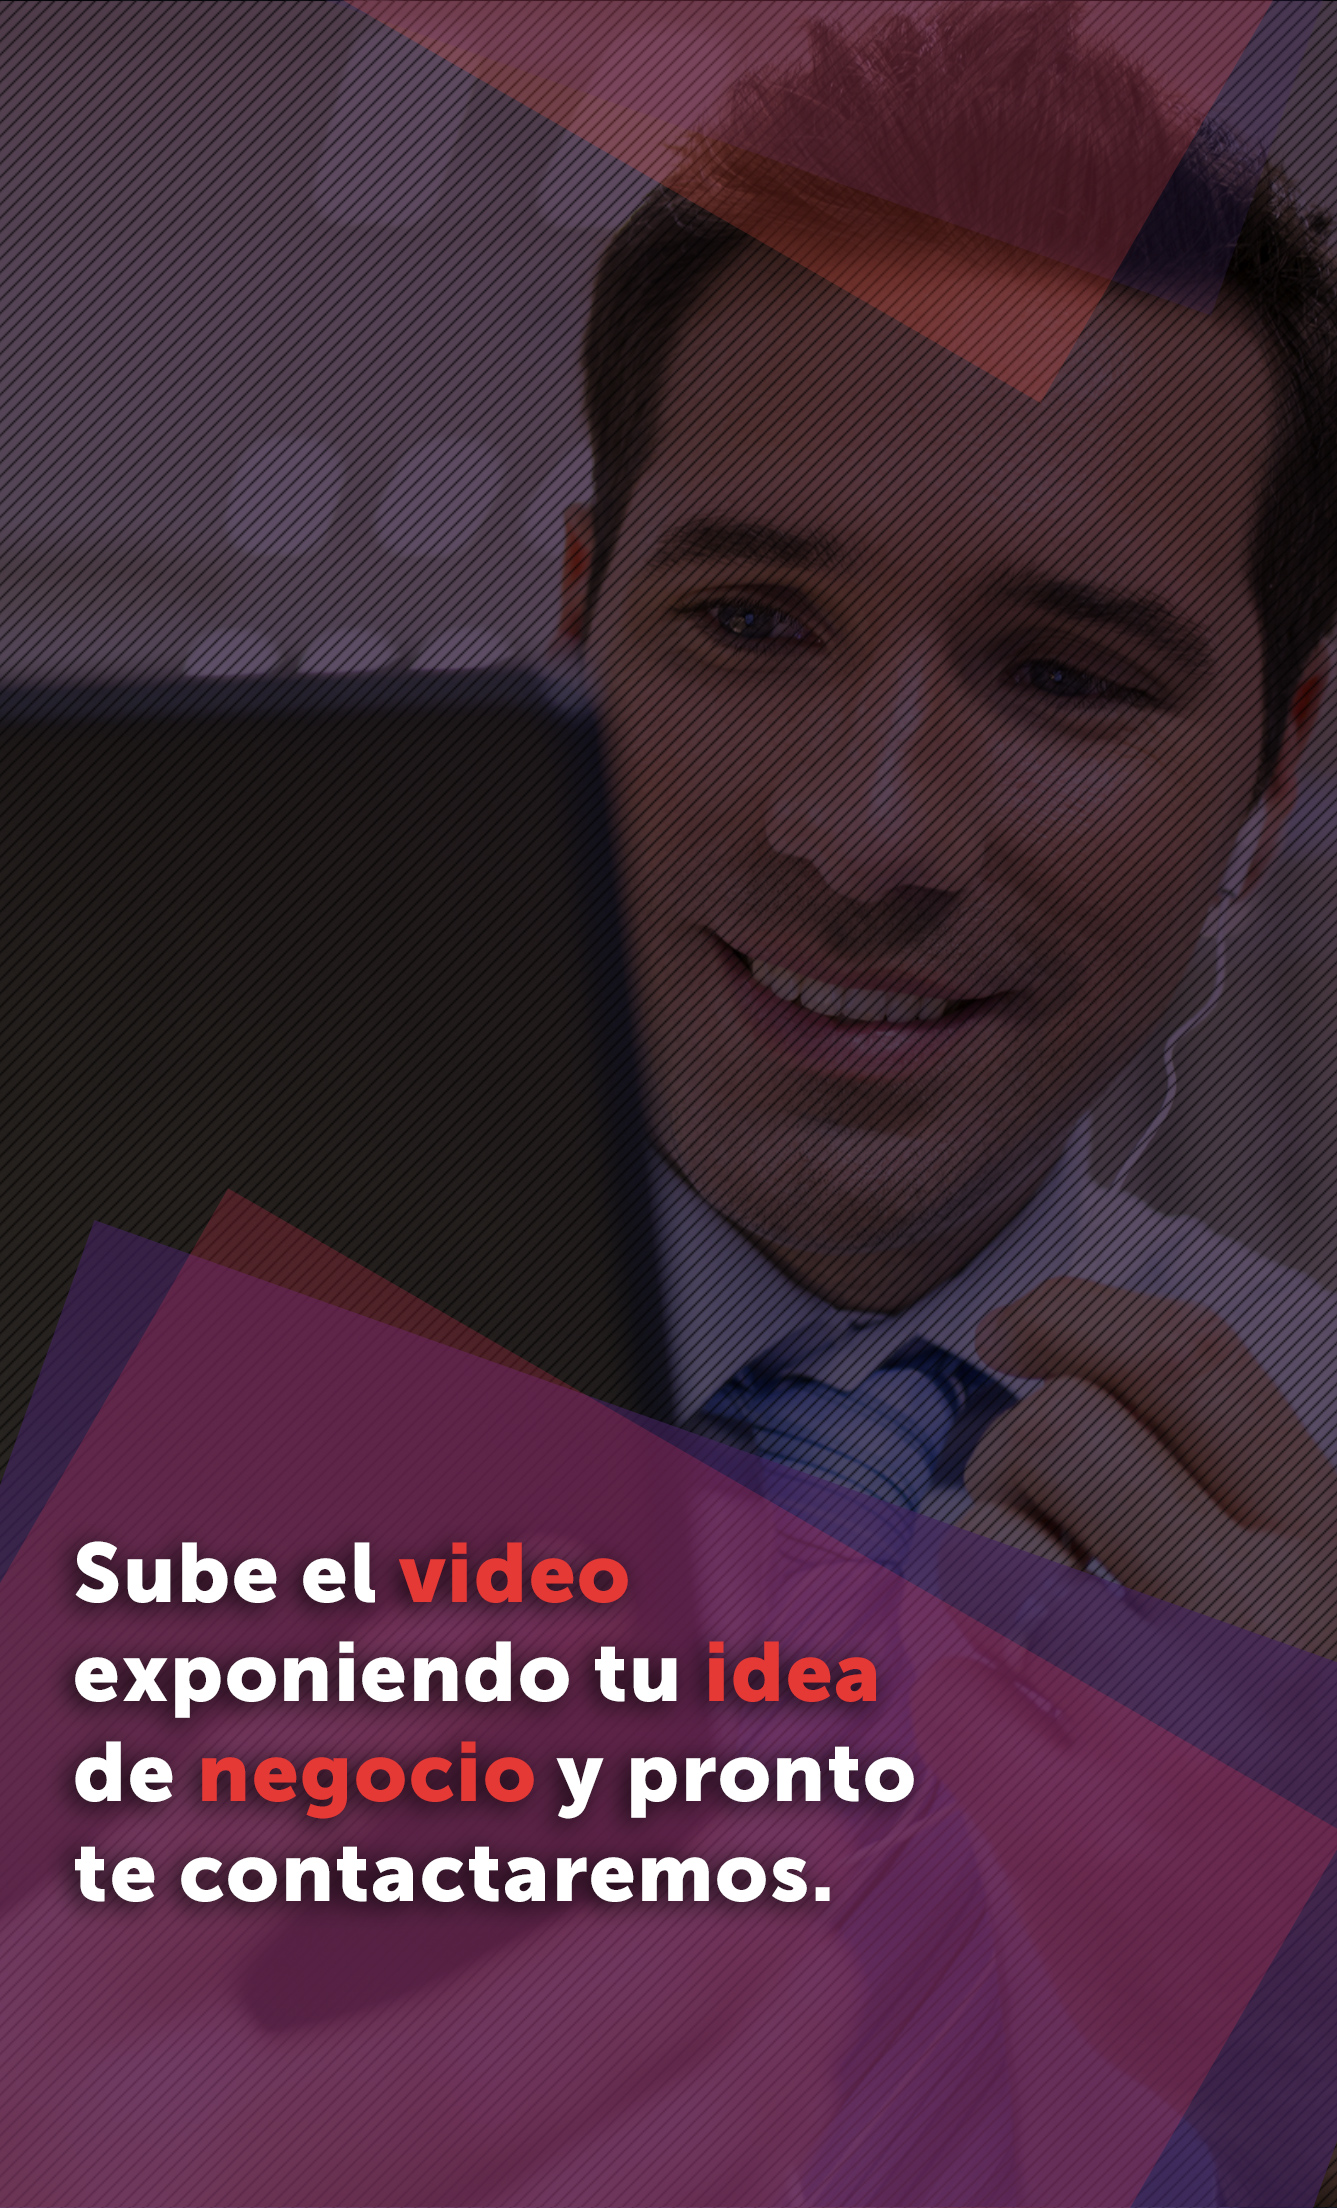 Sube el video
exponiendo tu idea
de negocio y pronto
te contactaremos.